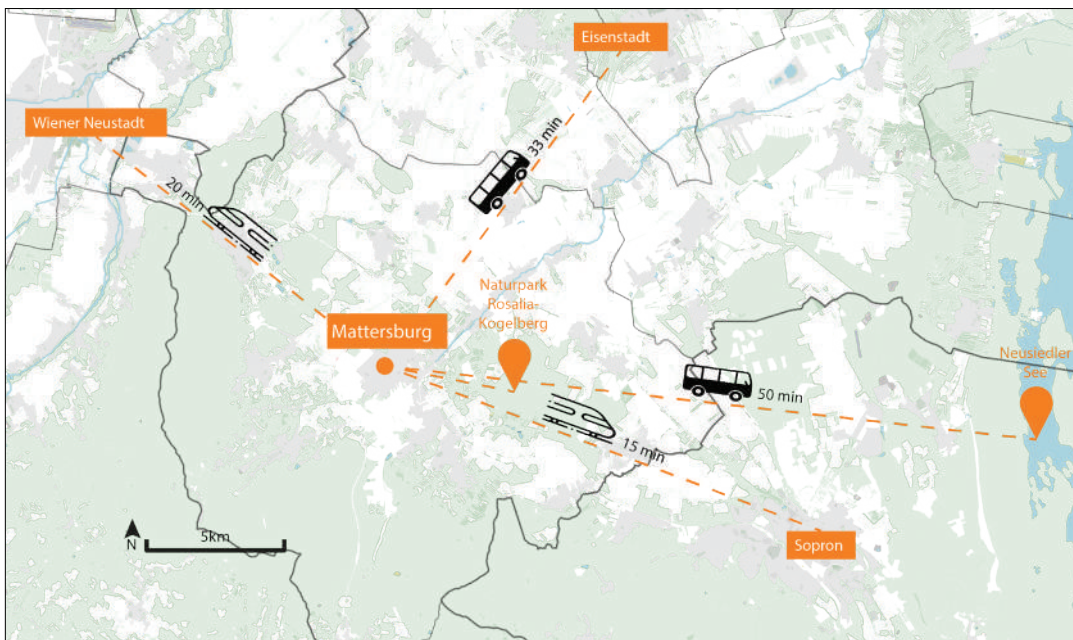 Eisenstadt
Wiener Neustadt
33 min
20 min
Naturpark
Rosalia-
Kogelberg
Mattersburg
Neusiedler
See
50 min
15 min
5km
N
Sopron